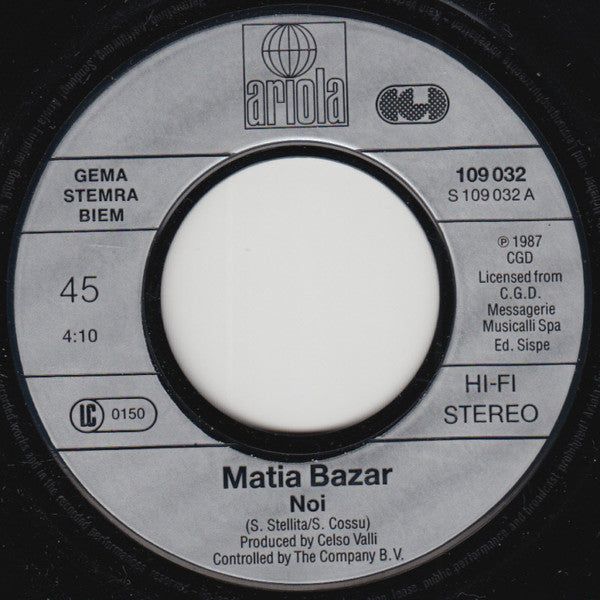 ariola
GEMA
STEMRA
BIEM
109 032
S 109 032 A
45
4:10
℗ 1987
CGD
Licensed from
C.G.D.
Messagerie
Musicalli Spa
Ed. Sispe
LC 0150
HI-FI
STEREO
Matia Bazar
Noi
(S. Stellita/S. Cossu)
Produced by Celso Valli
Controlled by The Company B.V.